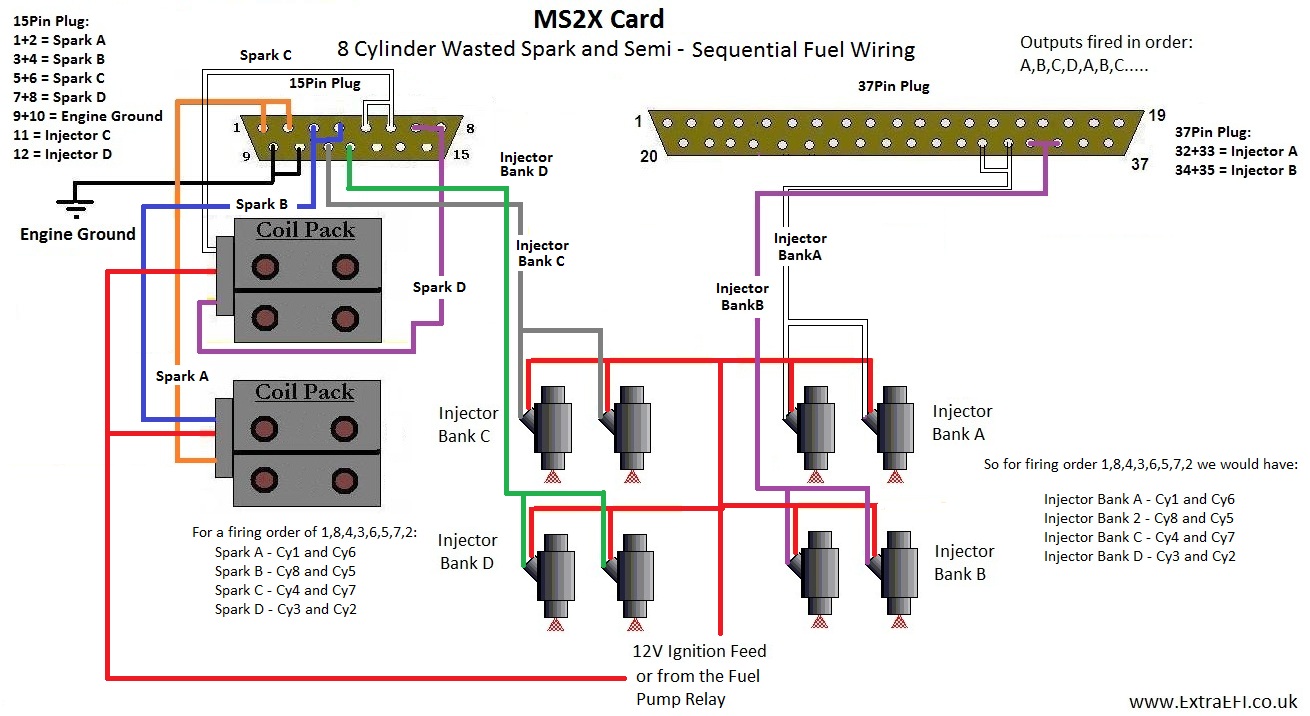 MS2X Card
8 Cylinder Wasted Spark and Semi - Sequential Fuel Wiring
15Pin Plug:
1+2 = Spark A
3+4 = Spark B
5+6 = Spark C
7+8 = Spark D
9+10 = Engine Ground
11 = Injector C
12 = Injector D
Outputs fired in order:
A,B,C,D,A,B,C.....
Spark C
15Pin Plug
37Pin Plug
1
8
9
15
1
19
20
37
37Pin Plug:
32+33 = Injector A
34+35 = Injector B
Injector
Bank D
Engine Ground
Spark B
Coil Pack
Injector
Bank C
Injector
BankA
Spark D
Injector
BankB
Spark A
Coil Pack
Injector
Bank C
Injector
Bank A
So for firing order 1,8,4,3,6,5,7,2 we would have:
Injector Bank A - Cy1 and Cy6
Injector Bank 2 - Cy8 and Cy5
Injector Bank C - Cy4 and Cy7
Injector Bank D - Cy3 and Cy2
For a firing order of 1,8,4,3,6,5,7,2:
Spark A - Cy1 and Cy6
Spark B - Cy8 and Cy5
Spark C - Cy4 and Cy7
Spark D - Cy3 and Cy2
Injector
Bank D
Injector
Bank B
12V Ignition Feed
or from the Fuel
Pump Relay
www.ExtraEFI.co.uk